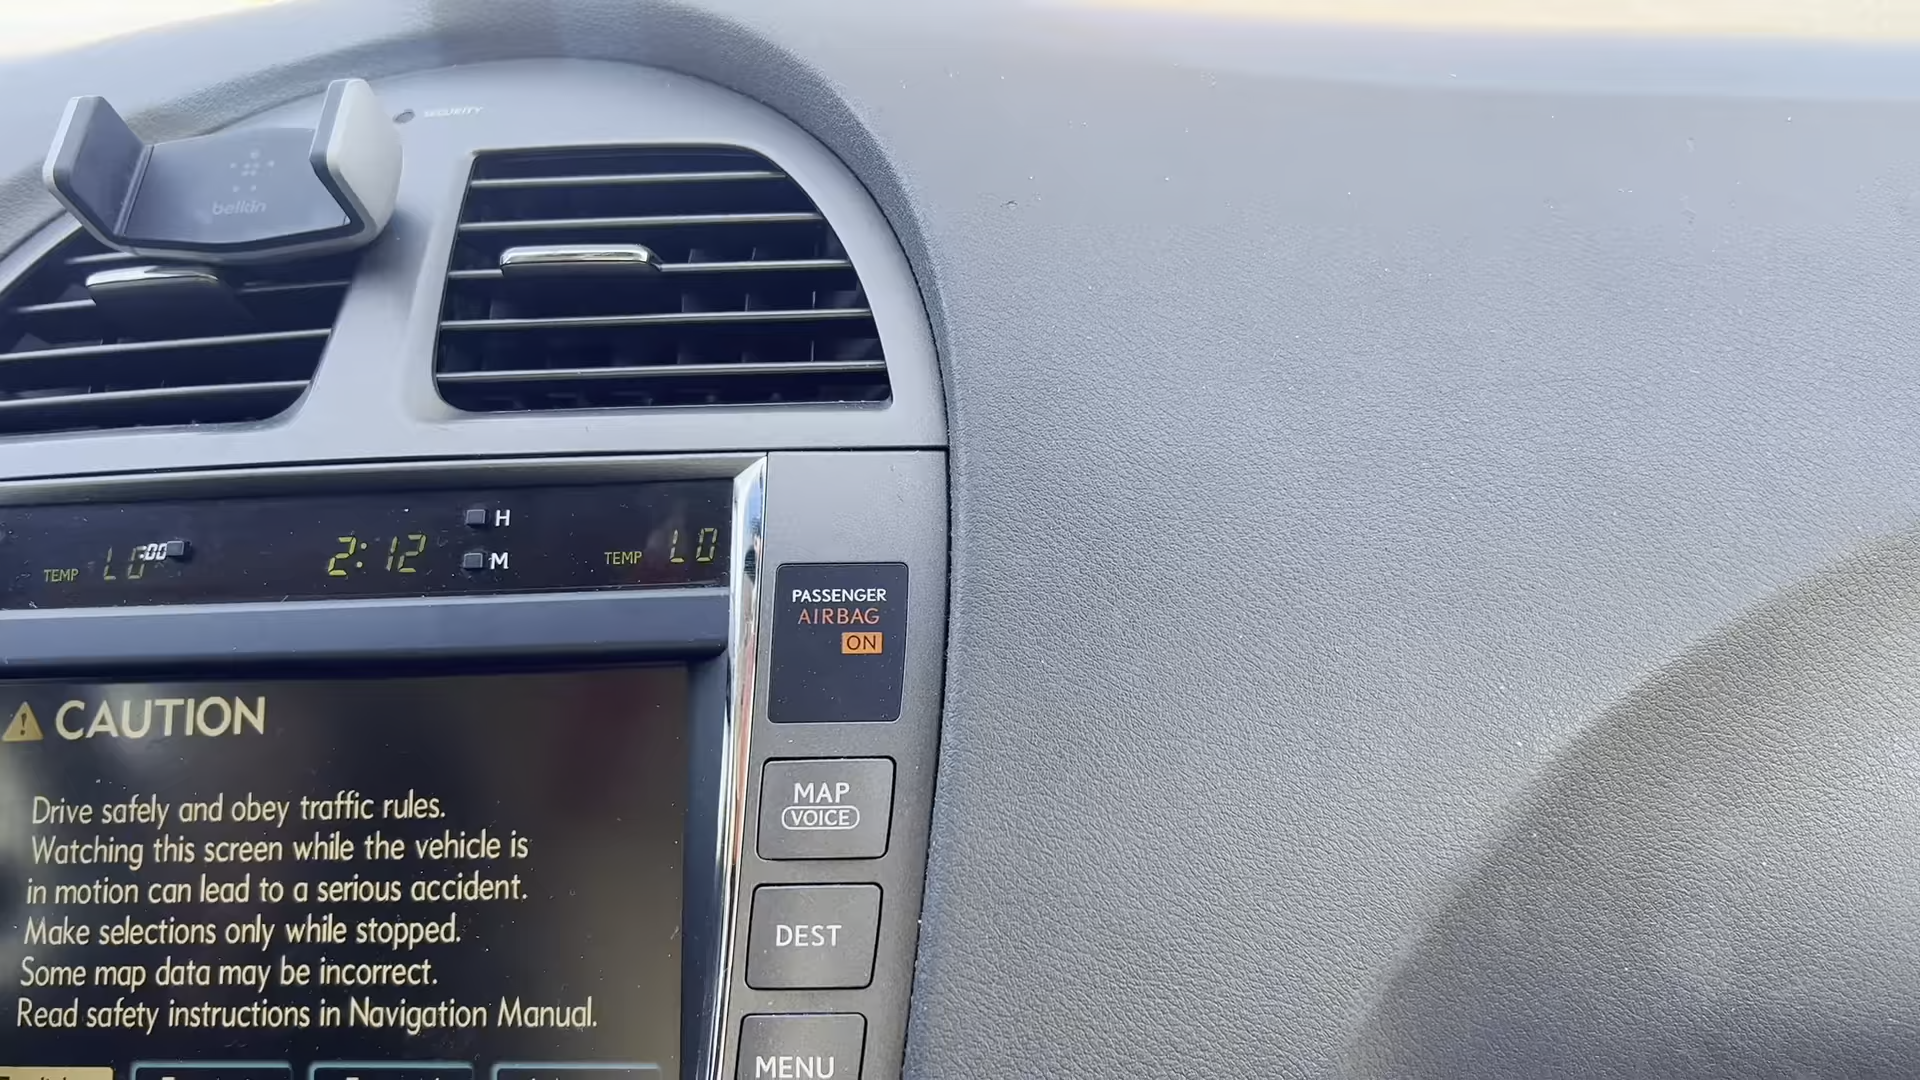 SECURITY
belkin
TEMP LO :00 2:12 H M TEMP LO
PASSENGER
AIRBAG
ON
MAP
VOICE
DEST
MENU
CAUTION
Drive safely and obey traffic rules.
Watching this screen while the vehicle is
in motion can lead to a serious accident.
Make selections only while stopped.
Some map data may be incorrect.
Read safety instructions in Navigation Manual.